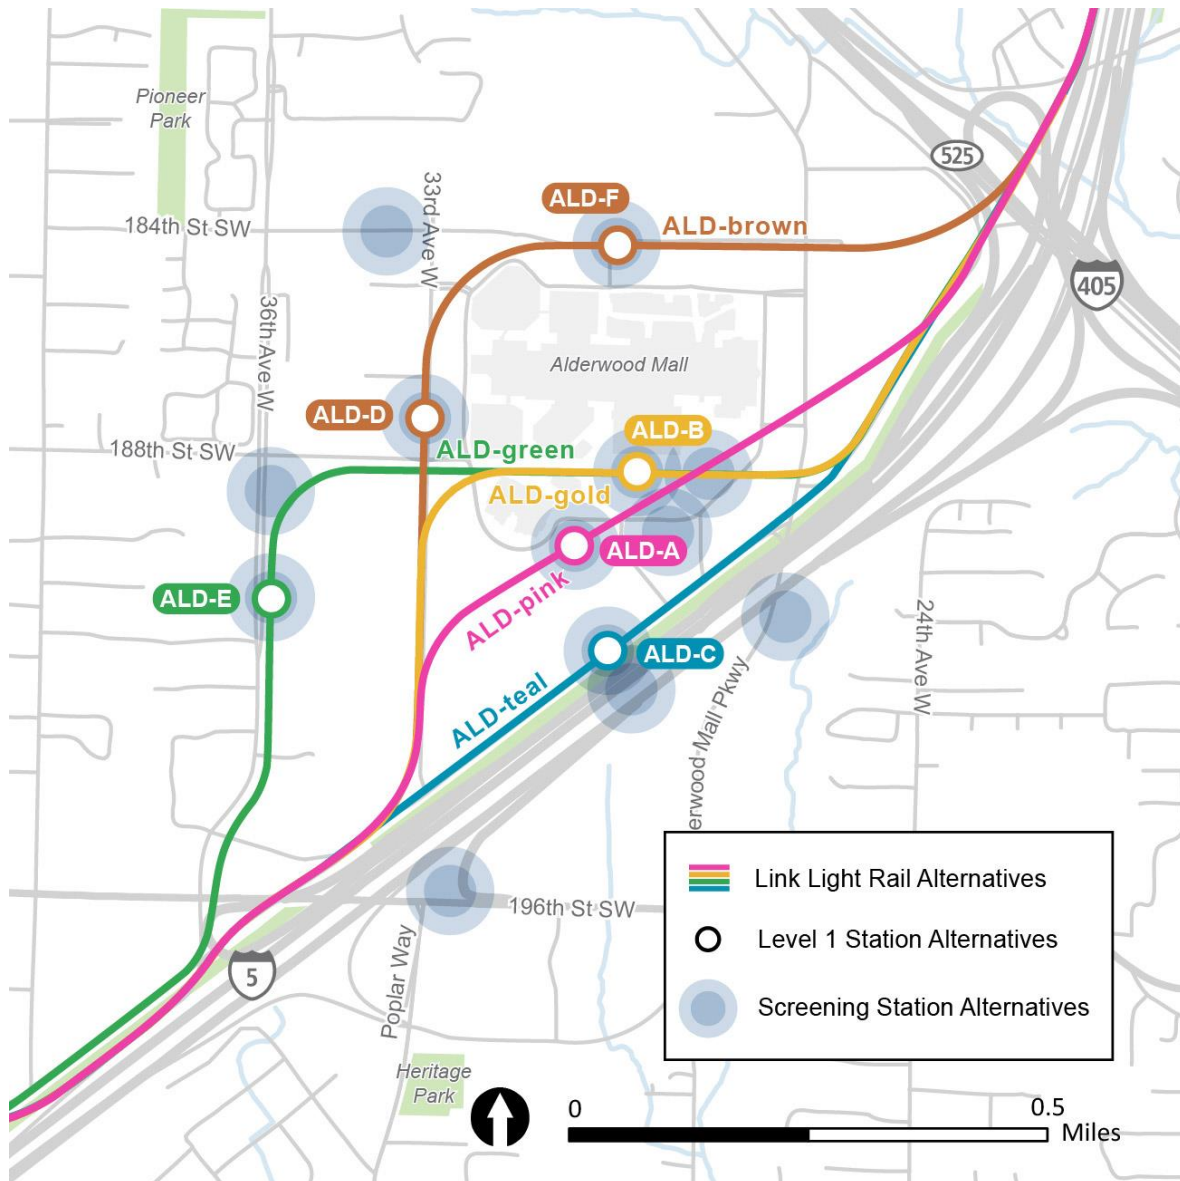 Pioneer
Park
525
33rd Ave W
ALD-F
184th St SW
ALD-brown
405
36th Ave W
Alderwood Mall
ALD-D
ALD-B
188th St SW
ALD-green
ALD-gold
ALD-A
ALD-pink
ALD-E
24th Ave W
ALD-C
ALD-teal
erwood Mall Pkwy
Link Light Rail Alternatives
196th St SW
Level 1 Station Alternatives
5
Poplar Way
Screening Station Alternatives
Heritage
Park
0
0.5
Miles